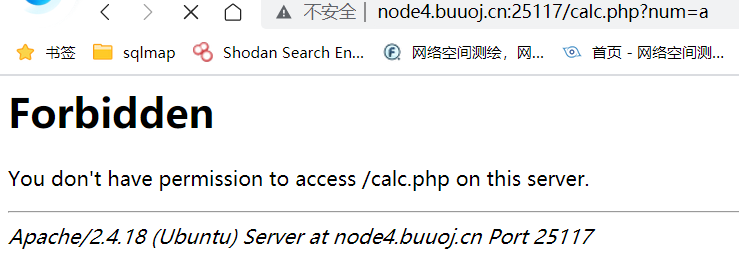 不安全 | node4.buuoj.cn:25117/calc.php?num=a
书签 sqlmap Shodan Search En... 网络空间测绘，网... 首页 - 网络空间测...
Forbidden
You don't have permission to access /calc.php on this server.
Apache/2.4.18 (Ubuntu) Server at node4.buuoj.cn Port 25117